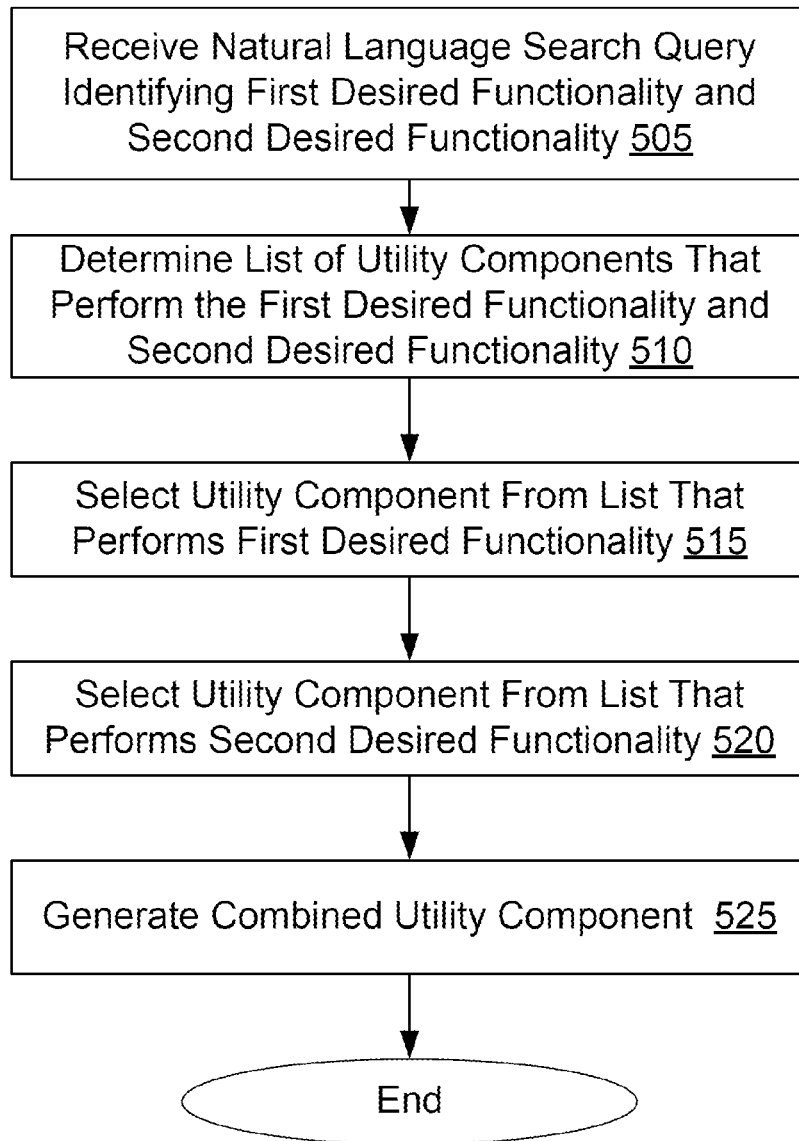 Receive Natural Language Search Query
Identifying First Desired Functionality and
Second Desired Functionality 505
Determine List of Utility Components That
Perform the First Desired Functionality and
Second Desired Functionality 510
Select Utility Component From List That
Performs First Desired Functionality 515
Select Utility Component From List That
Performs Second Desired Functionality 520
Generate Combined Utility Component 525
End